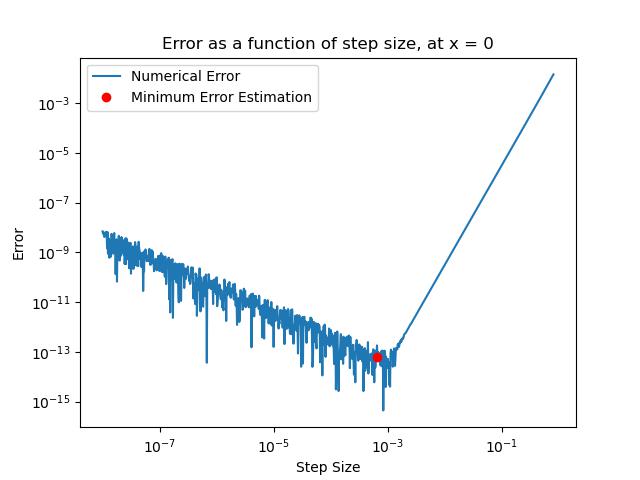 Error as a function of step size, at x = 0
Numerical Error
Minimum Error Estimation
Error
10⁻³
10⁻⁵
10⁻⁷
10⁻⁹
10⁻¹¹
10⁻¹³
10⁻¹⁵
10⁻⁷ 10⁻⁵ 10⁻³ 10⁻¹
Step Size